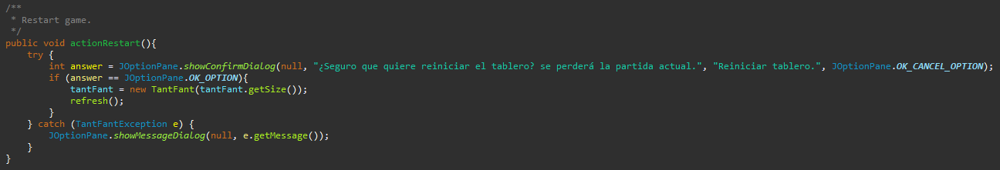 /**
 * Restart game.
 */
public void actionRestart(){
    try {
        int answer = JOptionPane.showConfirmDialog(null, "¿Seguro que quiere reiniciar el tablero? se perderá la partida actual.", "Reiniciar tablero.", JOptionPane.OK_CANCEL_OPTION);
        if (answer == JOptionPane.OK_OPTION){
            tantFant = new TantFant(tantFant.getSize());
            refresh();
        }
    } catch (TantFantException e) {
        JOptionPane.showMessageDialog(null, e.getMessage());
    }
}